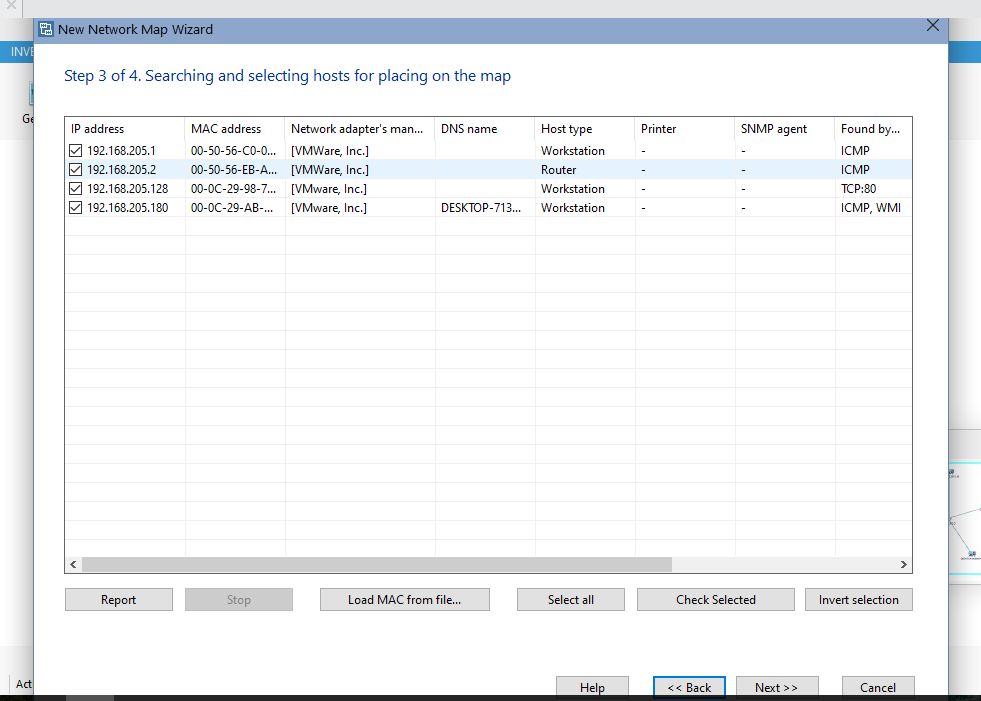 New Network Map Wizard
INVE
Step 3 of 4. Searching and selecting hosts for placing on the map
Ge
IP address MAC address Network adapter's man... DNS name Host type Printer SNMP agent Found by...
192.168.205.1 00-50-56-C0-0... [VMWare, Inc.] Workstation - - ICMP
192.168.205.2 00-50-56-EB-A... [VMWare, Inc.] Router - - ICMP
192.168.205.128 00-0C-29-98-7... [VMware, Inc.] Workstation - - TCP:80
192.168.205.180 00-0C-29-AB-... [VMware, Inc.] DESKTOP-713... Workstation - - ICMP, WMI
Report Stop Load MAC from file... Select all Check Selected Invert selection
Act
Help << Back Next >> Cancel